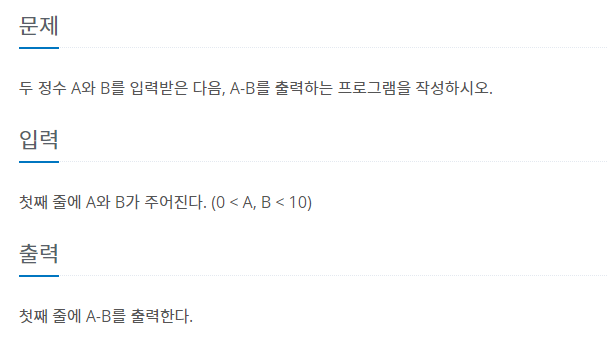 문제
두 정수 A와 B를 입력받은 다음, A-B를 출력하는 프로그램을 작성하시오.
입력
첫째 줄에 A와 B가 주어진다. (0 < A, B < 10)
출력
첫째 줄에 A-B를 출력한다.